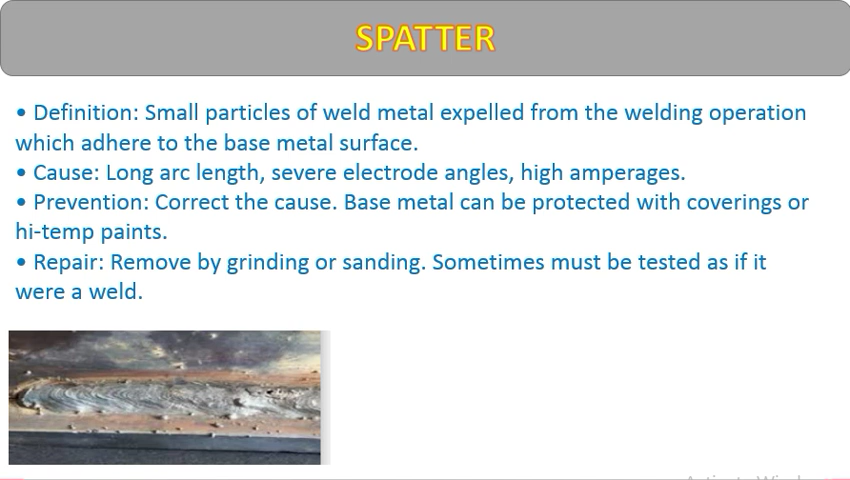 SPATTER
• Definition: Small particles of weld metal expelled from the welding operation
which adhere to the base metal surface.
• Cause: Long arc length, severe electrode angles, high amperages.
• Prevention: Correct the cause. Base metal can be protected with coverings or
hi-temp paints.
• Repair: Remove by grinding or sanding. Sometimes must be tested as if it
were a weld.